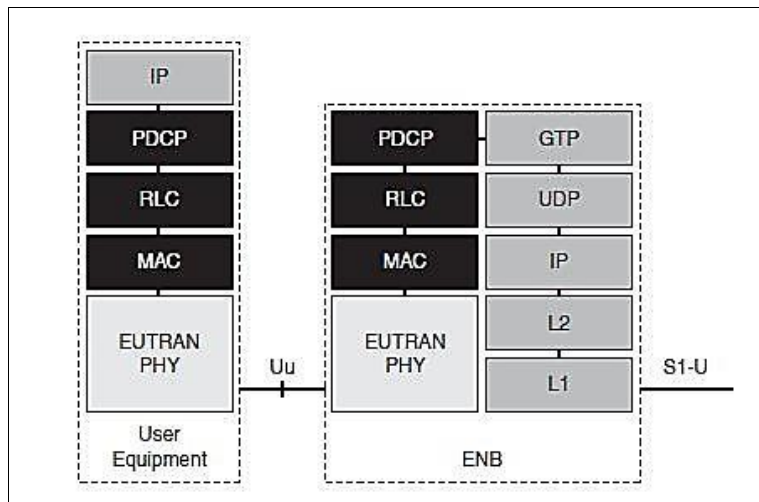 IP
PDCP
RLC
MAC
EUTRAN
PHY
User
Equipment
Uu
PDCP
GTP
RLC
UDP
MAC
IP
EUTRAN
PHY
L2
L1
ENB
S1-U